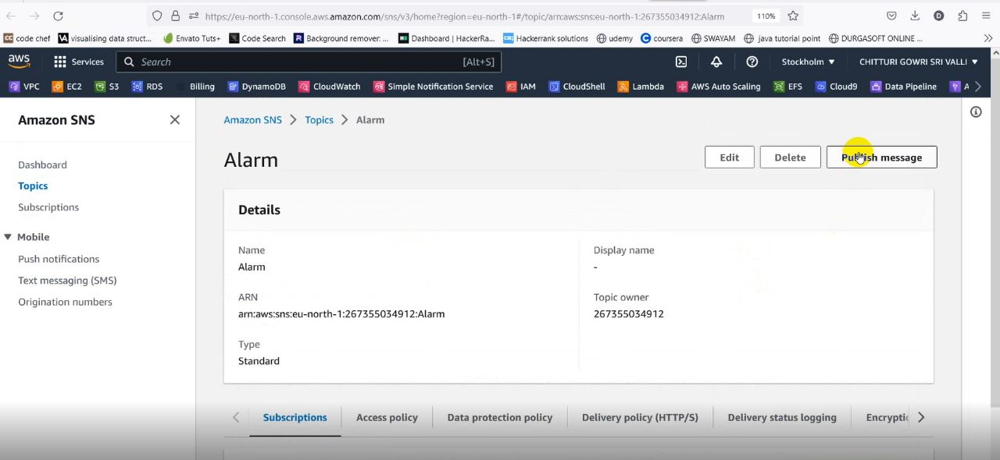 https://eu-north-1.console.aws.amazon.com/sns/v3/home?region=eu-north-1#/topic/arn:aws:sns:eu-north-1:267355034912:Alarm 110% D
CC code chef VA visualising data struct... Envato Tuts+ Code Search R Background remover: ... Dashboard | HackerRa... Hackerrank solutions udemy C coursera SWAYAM java tutorial point DURGASOFT ONLINE ...
aws Services Search [Alt+S] Stockholm CHITTURI GOWRI SRI VALLI
VPC EC2 S3 RDS Billing DynamoDB CloudWatch Simple Notification Service IAM CloudShell Lambda AWS Auto Scaling EFS Cloud9 Data Pipeline A
Amazon SNS
Dashboard
Topics
Subscriptions
Mobile
Push notifications
Text messaging (SMS)
Origination numbers
Amazon SNS > Topics > Alarm
Alarm
Edit Delete Publish message
Details
Name
Alarm
ARN
arn:aws:sns:eu-north-1:267355034912:Alarm
Type
Standard
Display name
-
Topic owner
267355034912
Subscriptions Access policy Data protection policy Delivery policy (HTTP/S) Delivery status logging Encryptic